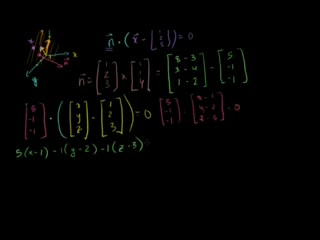 n · (r - [1 2 3]) = 0
n = [1 2 3] × [1 1 4] = [8 - 3 3 - 4 1 - 2] = [5 -1 -1]
[5 -1 -1] · ([x y z] - [1 2 3]) = 0
[5 -1 -1] · [x - 1 y - 2 z - 3] = 0
5(x-1) -1(y-2) -1(z-3) =
y
x